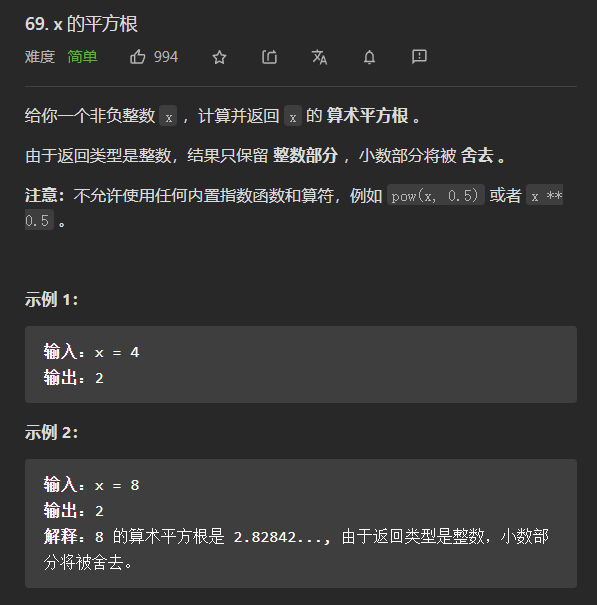 69. x 的平方根
难度 简单 994
给你一个非负整数 x ，计算并返回 x 的 算术平方根 。
由于返回类型是整数，结果只保留 整数部分 ，小数部分将被 舍去 。
注意：不允许使用任何内置指数函数和算符，例如 pow(x, 0.5) 或者 x **
0.5 。
示例 1：
输入：x = 4
输出：2
示例 2：
输入：x = 8
输出：2
解释：8 的算术平方根是 2.82842..., 由于返回类型是整数，小数部
分将被舍去。